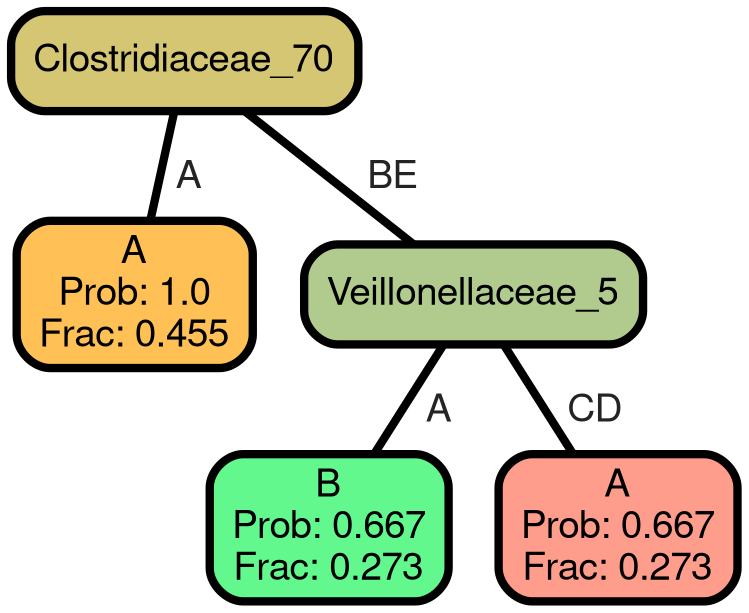 Clostridiaceae_70
A
BE
A
Prob: 1.0
Frac: 0.455
Veillonellaceae_5
A
CD
B
Prob: 0.667
Frac: 0.273
A
Prob: 0.667
Frac: 0.273